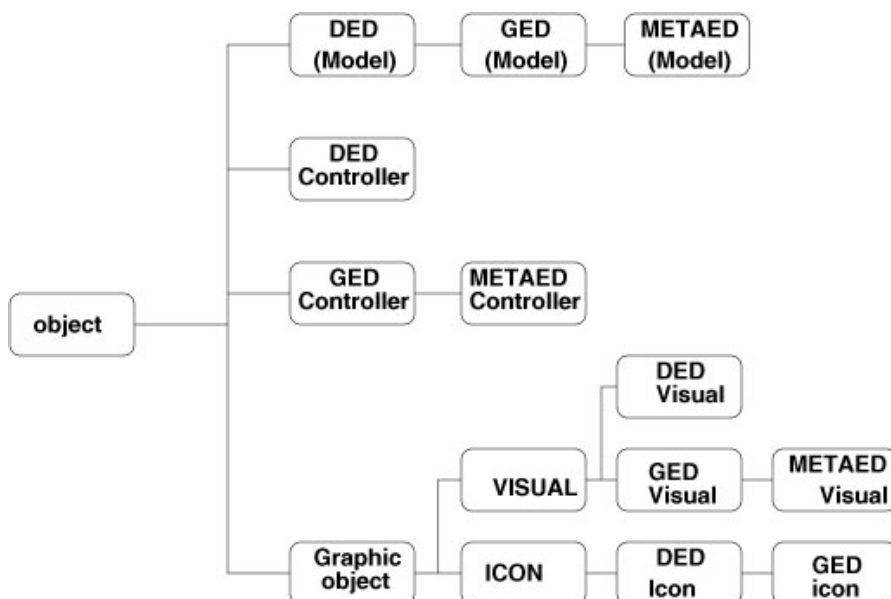 DED
(Model)
GED
(Model)
METAED
(Model)
DED
Controller
GED
Controller
METAED
Controller
object
DED
Visual
VISUAL
GED
Visual
METAED
Visual
Graphic
object
ICON
DED
Icon
GED
icon